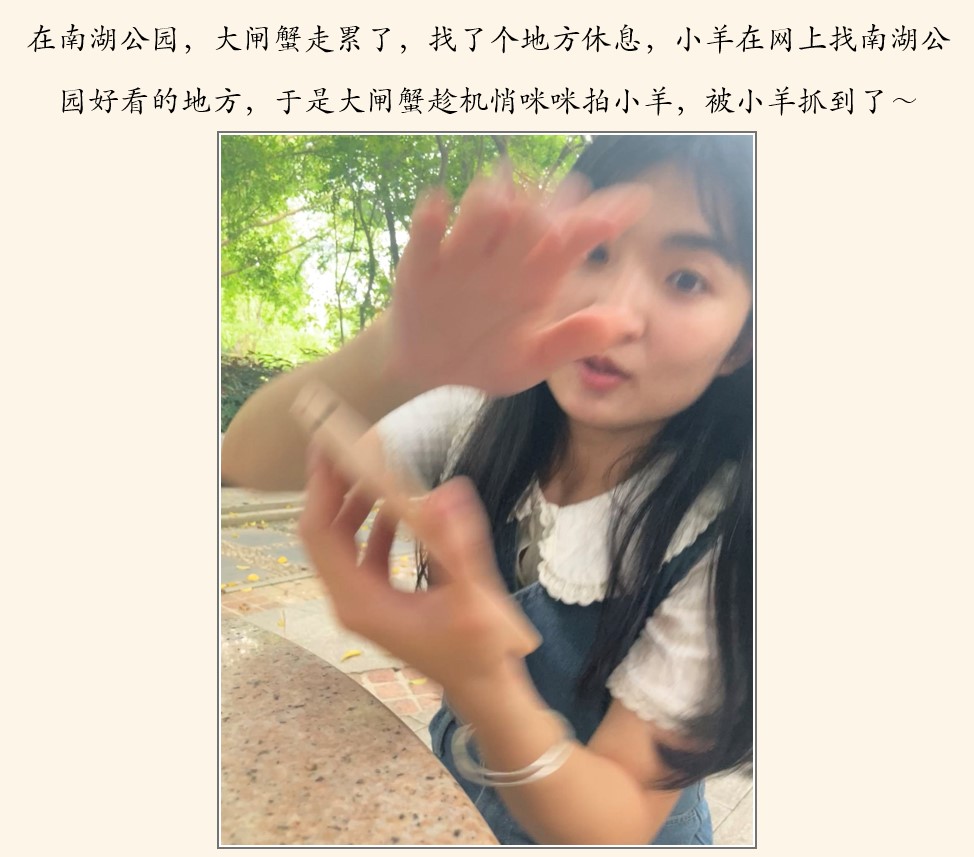 在南湖公园，大闸蟹走累了，找了个地方休息，小羊在网上找南湖公
园好看的地方，于是大闸蟹趁机悄咪咪拍小羊，被小羊抓到了～